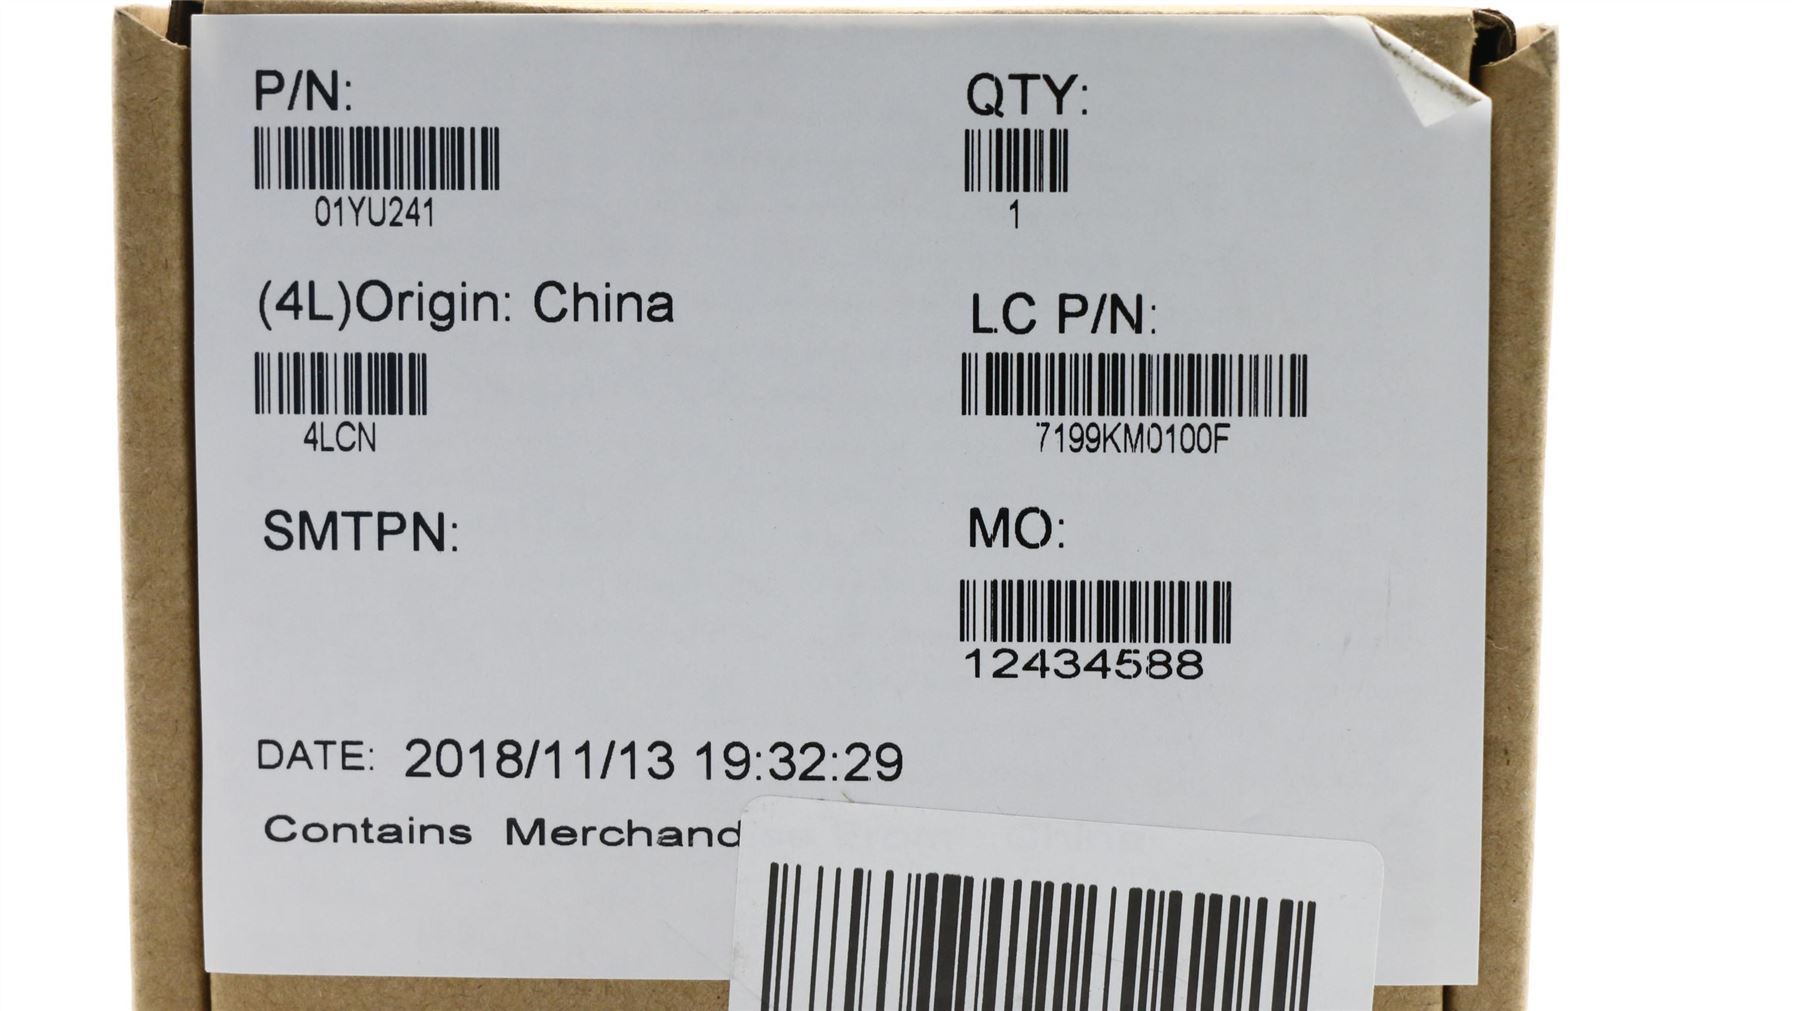 P/N:
QTY:
01YU241
1
(4L)Origin: China
LC P/N:
4LCN
7199KM0100F
SMTPN:
MO:
12434588
DATE: 2018/11/13 19:32:29
Contains Merchand